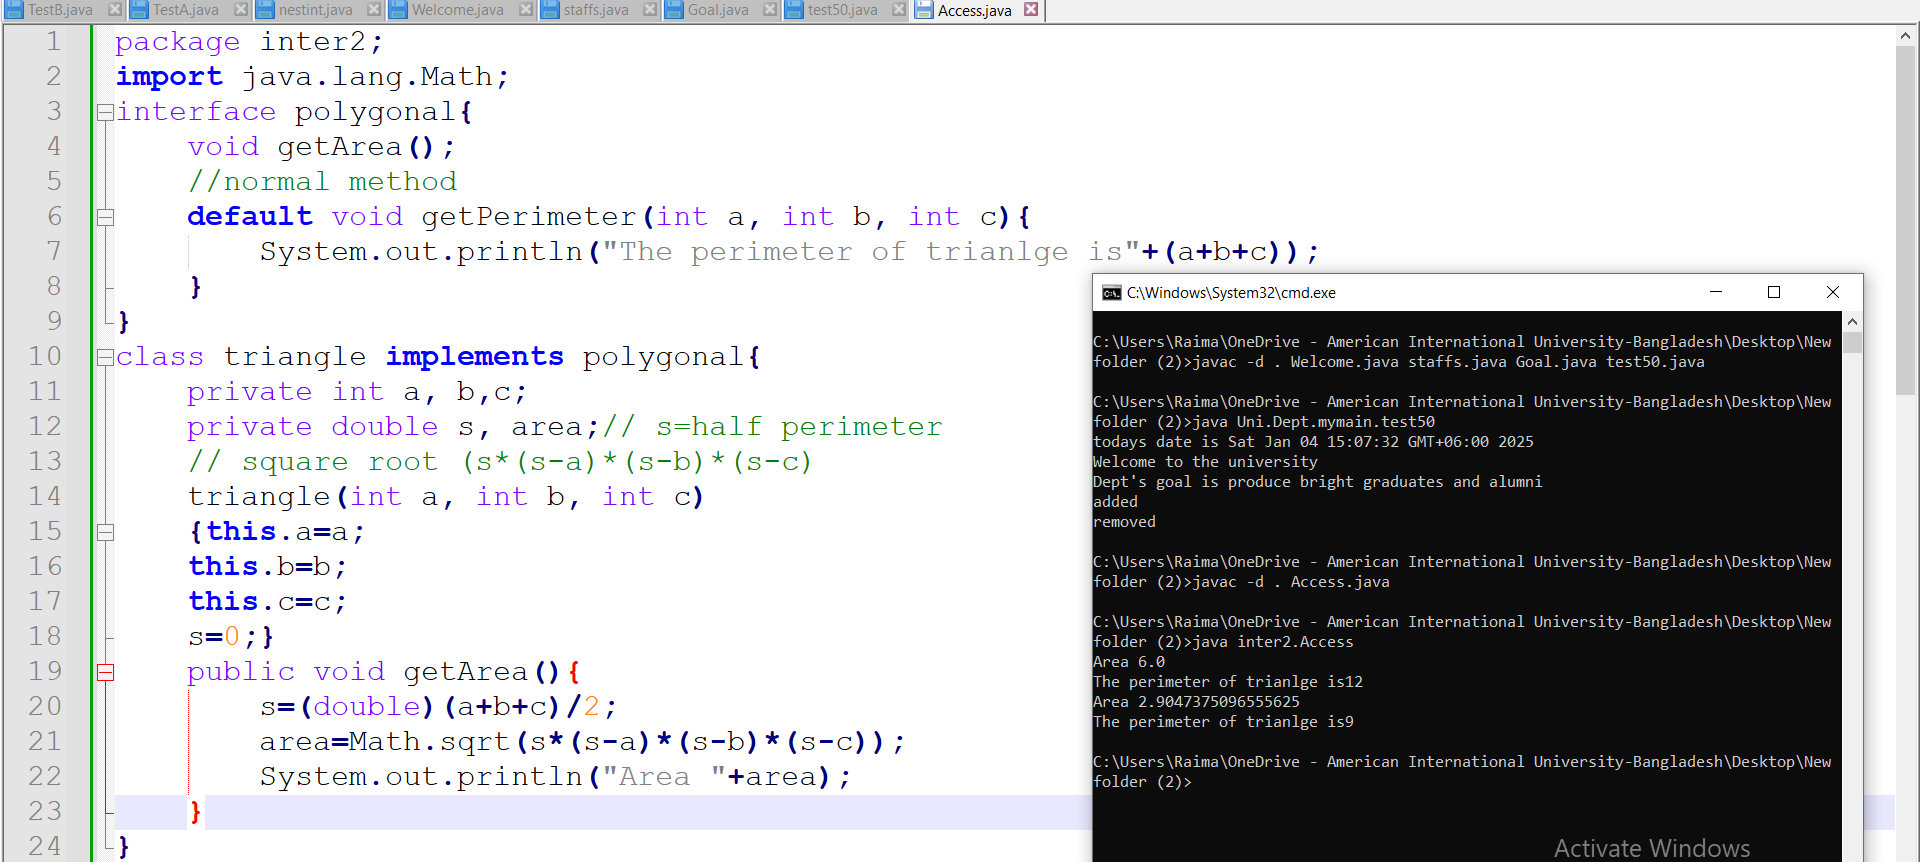 TestB.java TestA.java nestint.java Welcome.java staffs.java Goal.java test50.java Access.java
1 package inter2;
2 import java.lang.Math;
3 interface polygonal{
4 void getArea();
5 //normal method
6 default void getPerimeter(int a, int b, int c){
7 System.out.println("The perimeter of trianlge is"+(a+b+c));
8 }
9 }
10 class triangle implements polygonal{
11 private int a, b,c;
12 private double s, area;// s=half perimeter
13 // square root (s*(s-a)*(s-b)*(s-c)
14 triangle(int a, int b, int c)
15 {this.a=a;
16 this.b=b;
17 this.c=c;
18 s=0;}
19 public void getArea(){
20 s=(double)(a+b+c)/2;
21 area=Math.sqrt(s*(s-a)*(s-b)*(s-c));
22 System.out.println("Area "+area);
23 }
24 }
C:\Windows\System32\cmd.exe
C:\Users\Raima\OneDrive - American International University-Bangladesh\Desktop\New
folder (2)>javac -d . Welcome.java staffs.java Goal.java test50.java
C:\Users\Raima\OneDrive - American International University-Bangladesh\Desktop\New
folder (2)>java Uni.Dept.mymain.test50
todays date is Sat Jan 04 15:07:32 GMT+06:00 2025
Welcome to the university
Dept's goal is produce bright graduates and alumni
added
removed
C:\Users\Raima\OneDrive - American International University-Bangladesh\Desktop\New
folder (2)>javac -d . Access.java
C:\Users\Raima\OneDrive - American International University-Bangladesh\Desktop\New
folder (2)>java inter2.Access
Area 6.0
The perimeter of trianlge is12
Area 2.9047375096555625
The perimeter of trianlge is9
C:\Users\Raima\OneDrive - American International University-Bangladesh\Desktop\New
folder (2)>
Activate Windows